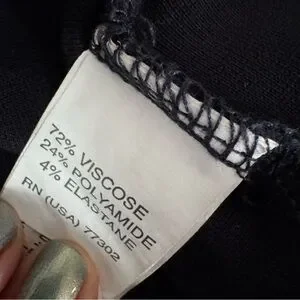 72% VISCOSE
24% POLYAMIDE
4% ELASTANE
RN (USA) 77302